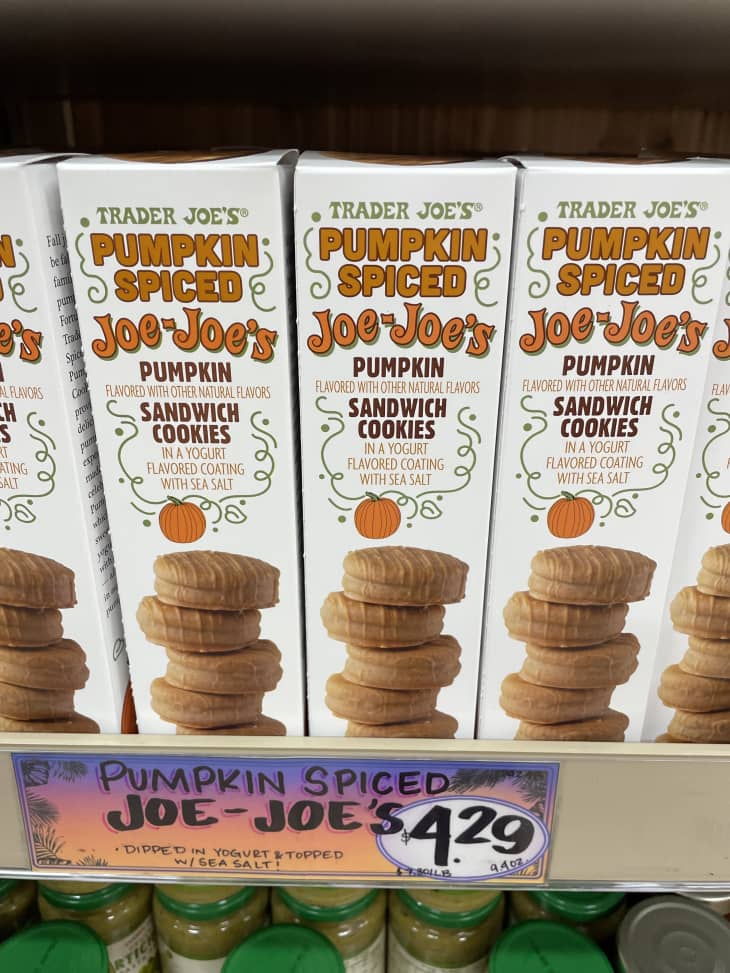 TRADER JOE'S®
PUMPKIN
SPICED
JOE-JOE'S
PUMPKIN
FLAVORED WITH OTHER NATURAL FLAVORS
SANDWICH
COOKIES
IN A YOGURT
FLAVORED COATING
WITH SEA SALT
TRADER JOE'S®
PUMPKIN
SPICED
JOE-JOE'S
PUMPKIN
FLAVORED WITH OTHER NATURAL FLAVORS
SANDWICH
COOKIES
IN A YOGURT
FLAVORED COATING
WITH SEA SALT
TRADER JOE'S®
PUMPKIN
SPICED
JOE-JOE'S
PUMPKIN
FLAVORED WITH OTHER NATURAL FLAVORS
SANDWICH
COOKIES
IN A YOGURT
FLAVORED COATING
WITH SEA SALT
PUMPKIN SPICED
JOE-JOE'S
$4.29
• DIPPED IN YOGURT & TOPPED
W/ SEA SALT!
9.4 OZ